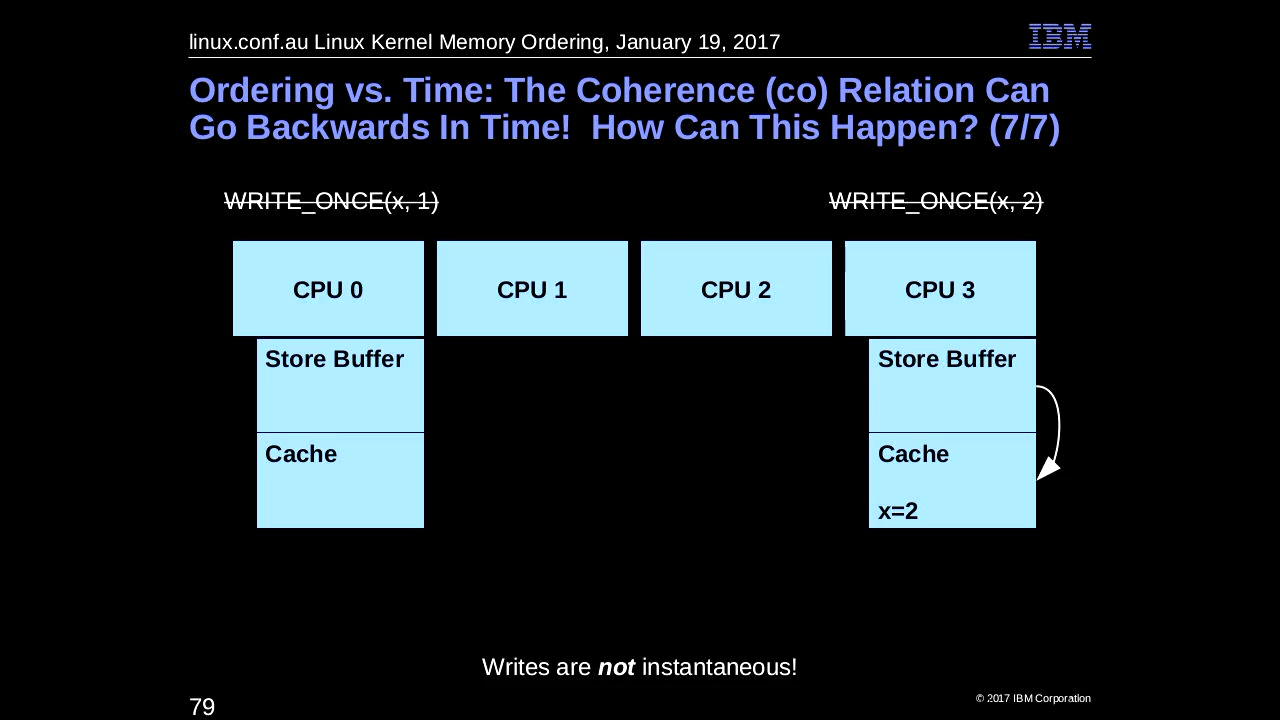 linux.conf.au Linux Kernel Memory Ordering, January 19, 2017
IBM
Ordering vs. Time: The Coherence (co) Relation Can
Go Backwards In Time!  How Can This Happen? (7/7)
WRITE_ONCE(x, 1)
WRITE_ONCE(x, 2)
CPU 0
CPU 1
CPU 2
CPU 3
Store Buffer
Store Buffer
Cache
Cache
x=2
Writes are not instantaneous!
79
© 2017 IBM Corporation